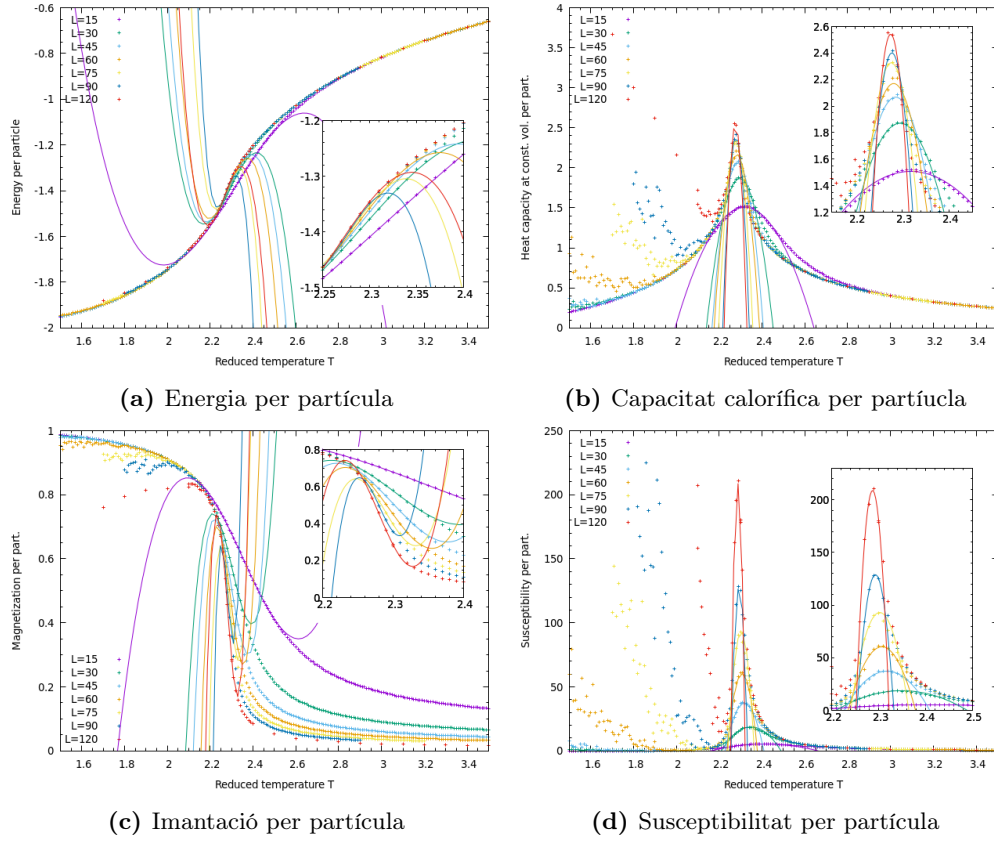 -0.6
-0.8
-1
-1.2
-1.4
-1.6
-1.8
-2
Energy per particle
L=15
L=30
L=45
L=60
L=75
L=90
L=120
-1.2
-1.3
-1.4
-1.5
2.25 2.3 2.35 2.4
1.6 1.8 2 2.2 2.4 2.6 2.8 3 3.2 3.4
Reduced temperature T
(a) Energia per partícula
4
3.5
3
2.5
2
1.5
1
0.5
0
Heat capacity at const. vol. per part.
L=15
L=30
L=45
L=60
L=75
L=90
L=120
2.6
2.4
2.2
2
1.8
1.6
1.4
1.2
2.2 2.3 2.4
1.6 1.8 2 2.2 2.4 2.6 2.8 3 3.2 3.4
Reduced temperature T
(b) Capacitat calorífica per partíucla
1
0.8
0.6
0.4
0.2
0
Magnetization per part.
L=15
L=30
L=45
L=60
L=75
L=90
L=120
0.8
0.6
0.4
0.2
0
2.2 2.3 2.4
1.6 1.8 2 2.2 2.4 2.6 2.8 3 3.2 3.4
Reduced temperature T
(c) Imantació per partícula
250
200
150
100
50
0
Susceptibility per part.
L=15
L=30
L=45
L=60
L=75
L=90
L=120
200
150
100
50
0
2.2 2.3 2.4 2.5
1.6 1.8 2 2.2 2.4 2.6 2.8 3 3.2 3.4
Reduced temperature T
(d) Susceptibilitat per partícula